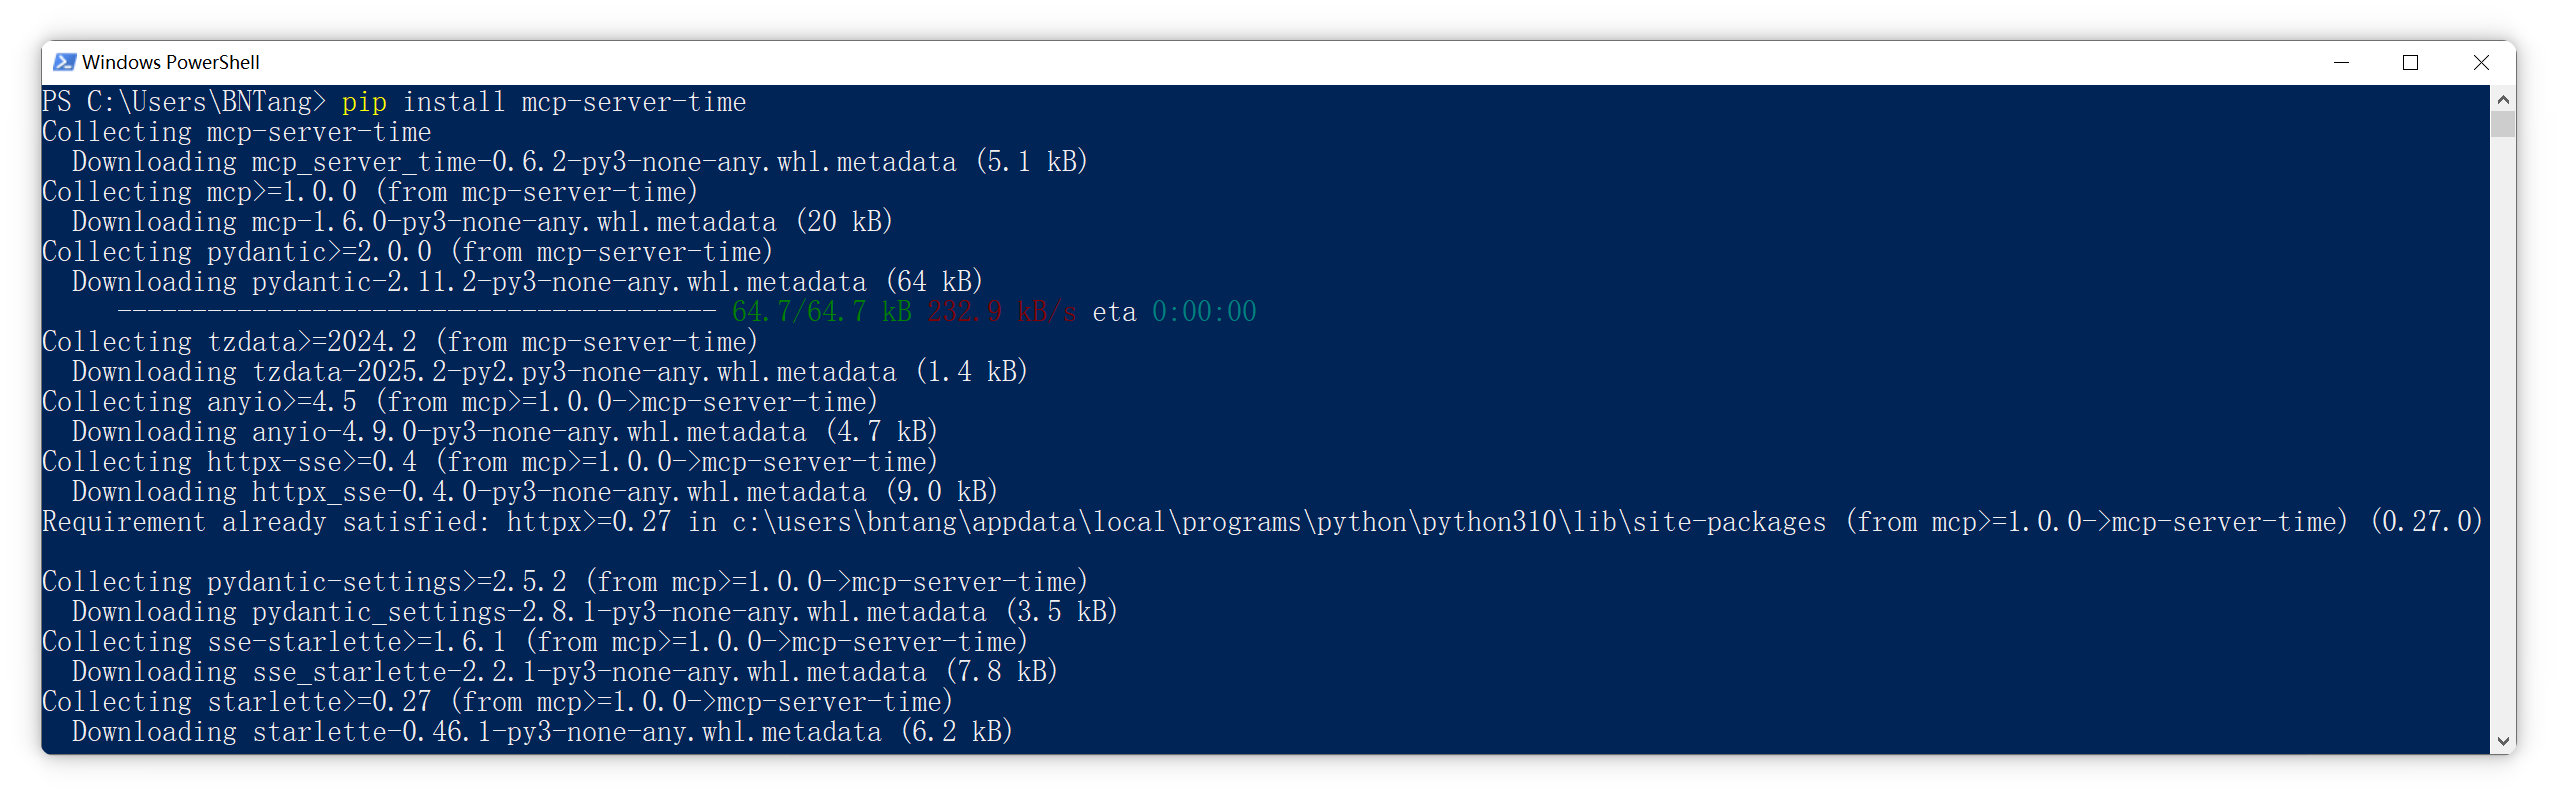 Windows PowerShell
PS C:\Users\BNTang> pip install mcp-server-time
Collecting mcp-server-time
  Downloading mcp_server_time-0.6.2-py3-none-any.whl.metadata (5.1 kB)
Collecting mcp>=1.0.0 (from mcp-server-time)
  Downloading mcp-1.6.0-py3-none-any.whl.metadata (20 kB)
Collecting pydantic>=2.0.0 (from mcp-server-time)
  Downloading pydantic-2.11.2-py3-none-any.whl.metadata (64 kB)
     ---------------------------------------- 64.7/64.7 kB 232.9 kB/s eta 0:00:00
Collecting tzdata>=2024.2 (from mcp-server-time)
  Downloading tzdata-2025.2-py2.py3-none-any.whl.metadata (1.4 kB)
Collecting anyio>=4.5 (from mcp>=1.0.0->mcp-server-time)
  Downloading anyio-4.9.0-py3-none-any.whl.metadata (4.7 kB)
Collecting httpx-sse>=0.4 (from mcp>=1.0.0->mcp-server-time)
  Downloading httpx_sse-0.4.0-py3-none-any.whl.metadata (9.0 kB)
Requirement already satisfied: httpx>=0.27 in c:\users\bntang\appdata\local\programs\python\python310\lib\site-packages (from mcp>=1.0.0->mcp-server-time) (0.27.0)
Collecting pydantic-settings>=2.5.2 (from mcp>=1.0.0->mcp-server-time)
  Downloading pydantic_settings-2.8.1-py3-none-any.whl.metadata (3.5 kB)
Collecting sse-starlette>=1.6.1 (from mcp>=1.0.0->mcp-server-time)
  Downloading sse_starlette-2.2.1-py3-none-any.whl.metadata (7.8 kB)
Collecting starlette>=0.27 (from mcp>=1.0.0->mcp-server-time)
  Downloading starlette-0.46.1-py3-none-any.whl.metadata (6.2 kB)